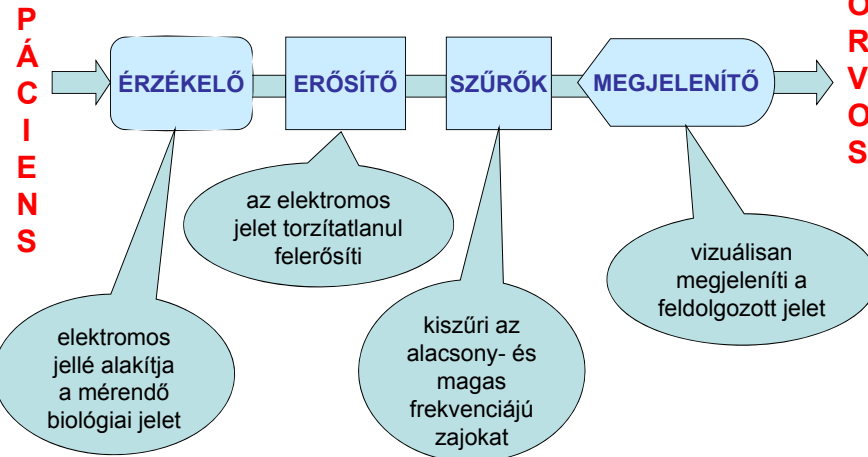 P
Á
C
I
E
N
S
ÉRZÉKELŐ
ERŐSÍTŐ
SZŰRŐK
MEGJELENÍTŐ
O
R
V
O
S
az elektromos
jelet torzítatlanul
felerősíti
vizuálisan
megjeleníti a
feldolgozott jelet
elektromos
jellé alakítja
a mérendő
biológiai jelet
kiszűri az
alacsony- és
magas
frekvenciájú
zajokat